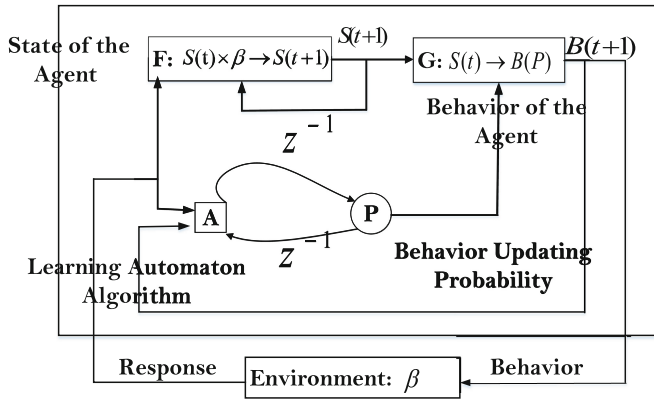 State of the
Agent
F: S(t) × β → S(t+1)
S(t+1)
G: S(t) → B(P)
B(t+1)
Behavior of the
Agent
z⁻¹
A
P
z⁻¹
Learning Automaton
Algorithm
Behavior Updating
Probability
Response
Environment: β
Behavior